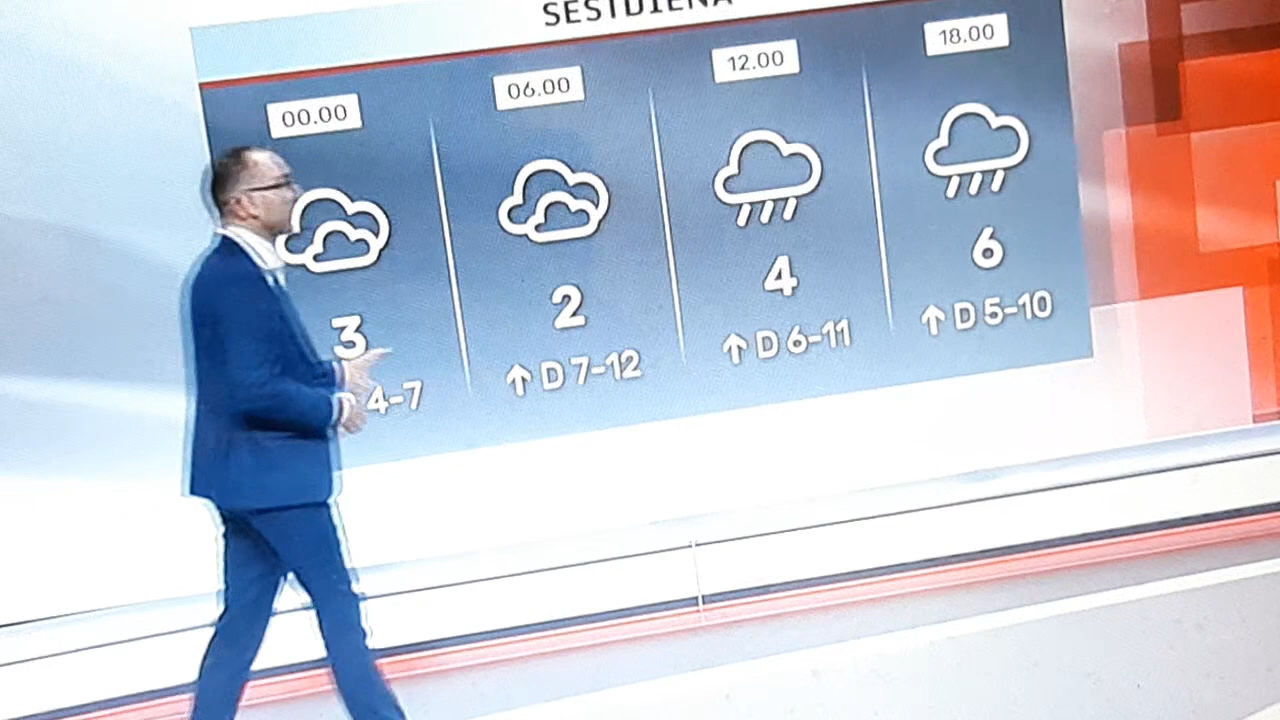 SESTDIENA
00.00
06.00
12.00
18.00
3
2
4
6
4-7
↑ D 7-12
↑ D 6-11
↑ D 5-10